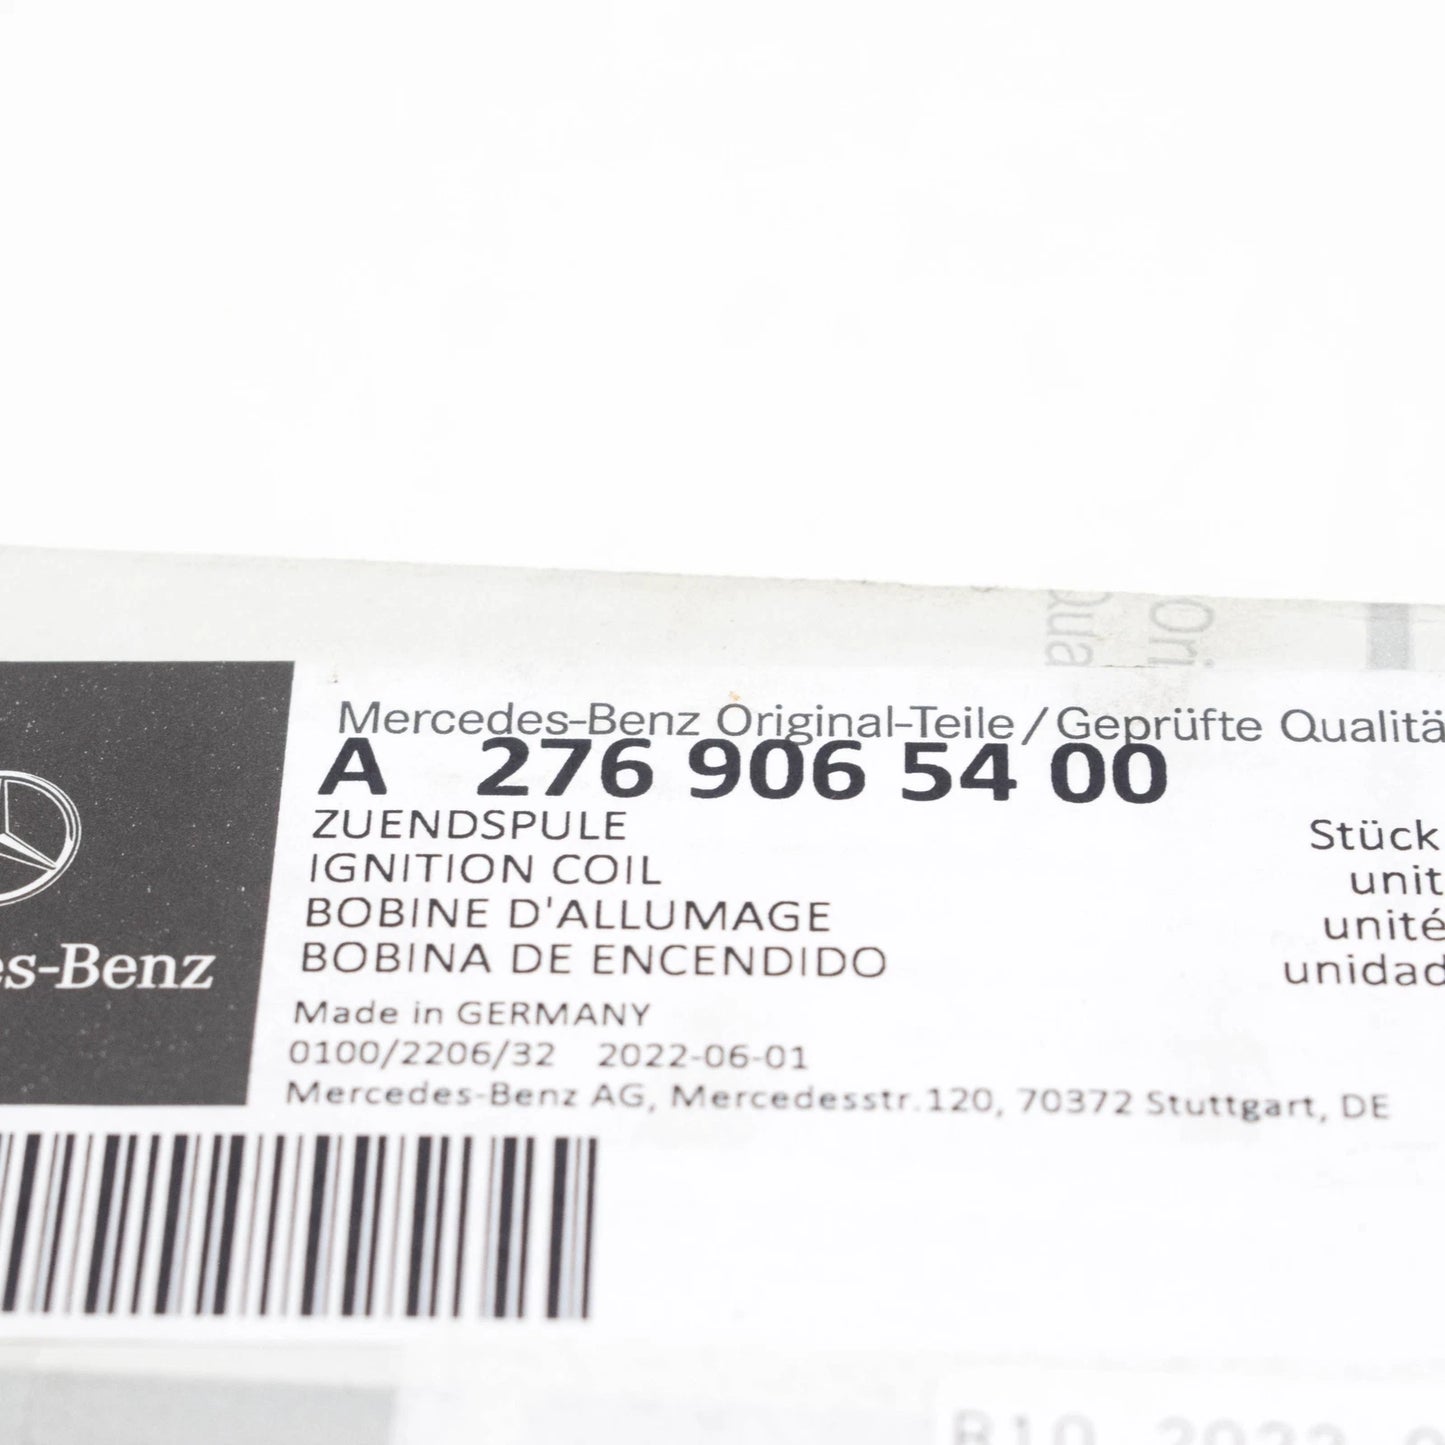 Mercedes-Benz Original-Teile / Geprüfte Qualitä
A 276 906 54 00
ZUENDSPULE
IGNITION COIL
BOBINE D'ALLUMAGE
BOBINA DE ENCENDIDO
Stück
unit
unité
unidad
Made in GERMANY
0100/2206/32 2022-06-01
Mercedes-Benz AG, Mercedesstr.120, 70372 Stuttgart, DE
es-Benz
Ori
Qua